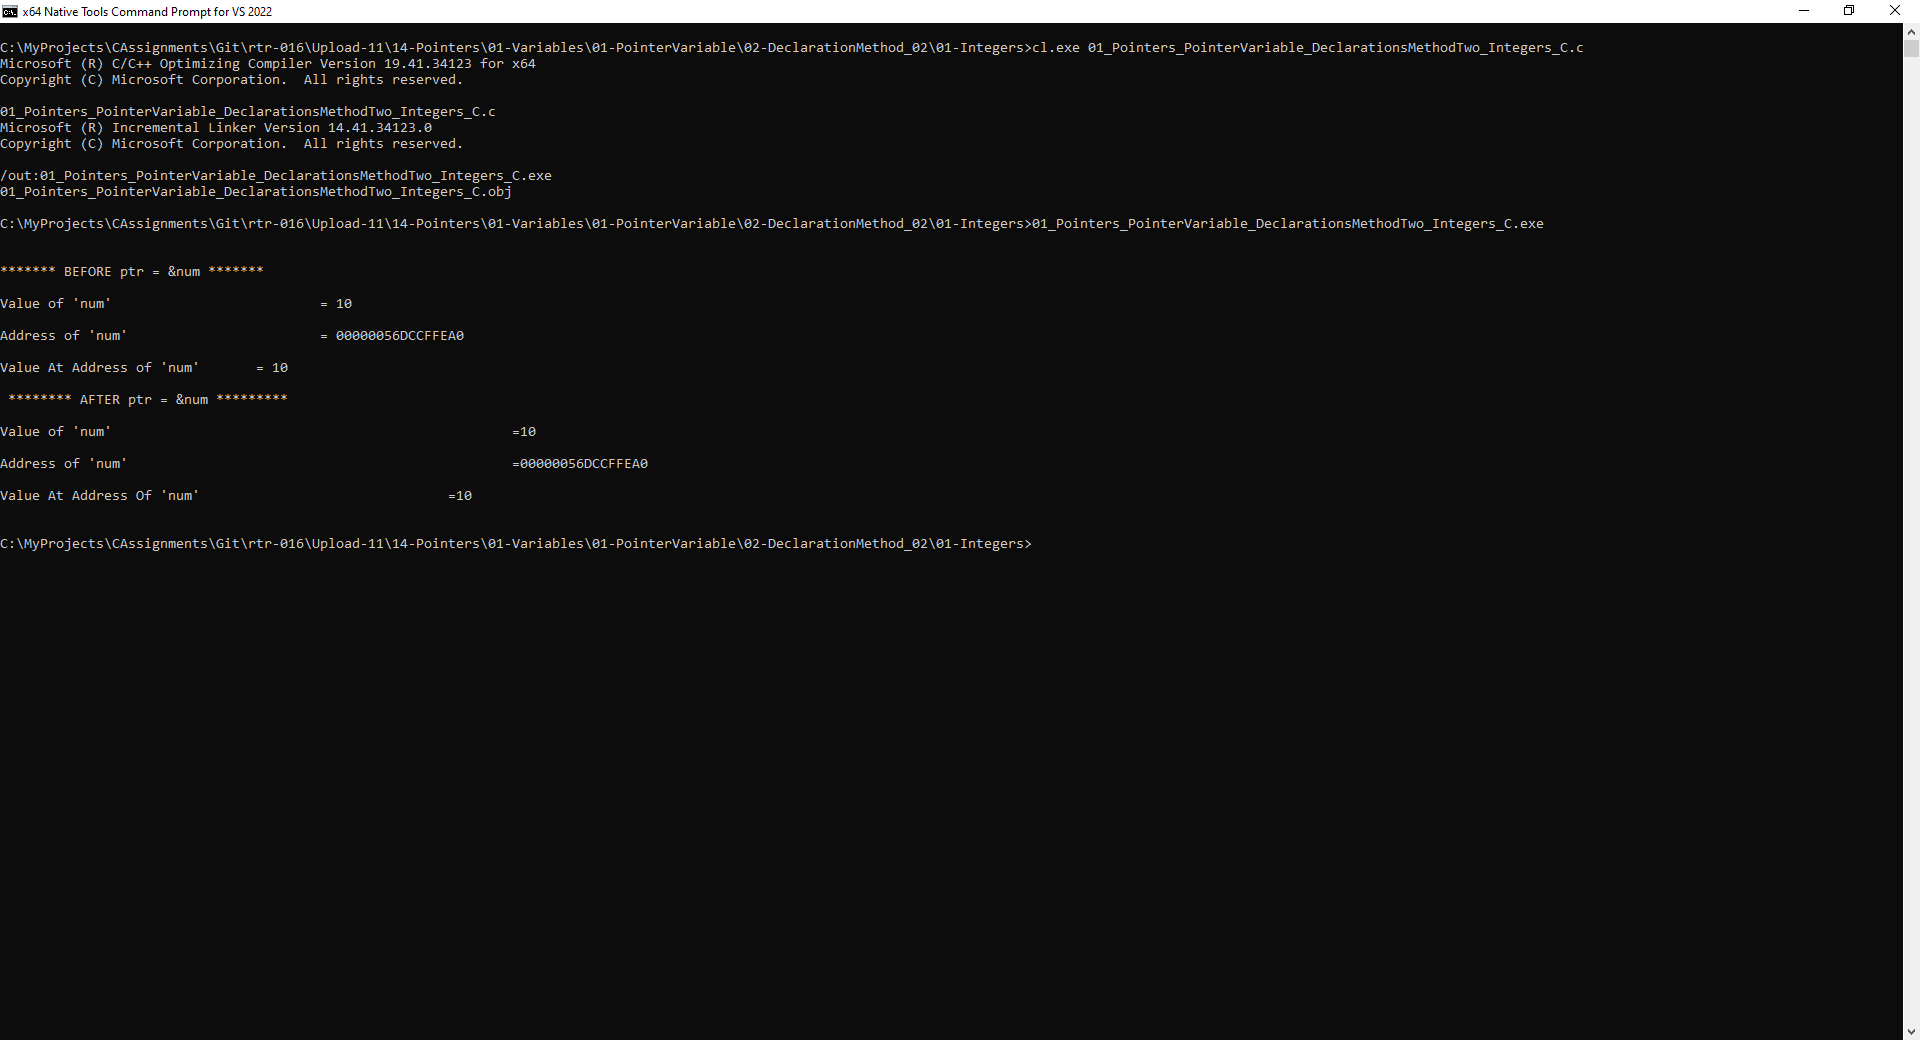 x64 Native Tools Command Prompt for VS 2022
C:\MyProjects\CAssignments\Git\rtr-016\Upload-11\14-Pointers\01-Variables\01-PointerVariable\02-DeclarationMethod_02\01-Integers>cl.exe 01_Pointers_PointerVariable_DeclarationsMethodTwo_Integers_C.c
Microsoft (R) C/C++ Optimizing Compiler Version 19.41.34123 for x64
Copyright (C) Microsoft Corporation.  All rights reserved.
01_Pointers_PointerVariable_DeclarationsMethodTwo_Integers_C.c
Microsoft (R) Incremental Linker Version 14.41.34123.0
Copyright (C) Microsoft Corporation.  All rights reserved.
/out:01_Pointers_PointerVariable_DeclarationsMethodTwo_Integers_C.exe
01_Pointers_PointerVariable_DeclarationsMethodTwo_Integers_C.obj
C:\MyProjects\CAssignments\Git\rtr-016\Upload-11\14-Pointers\01-Variables\01-PointerVariable\02-DeclarationMethod_02\01-Integers>01_Pointers_PointerVariable_DeclarationsMethodTwo_Integers_C.exe
******* BEFORE ptr = &num *******
Value of 'num'                          = 10
Address of 'num'                        = 00000056DCCFFEA0
Value At Address of 'num'       = 10
 ******** AFTER ptr = &num *********
Value of 'num'                                                  =10
Address of 'num'                                                =00000056DCCFFEA0
Value At Address Of 'num'                               =10
C:\MyProjects\CAssignments\Git\rtr-016\Upload-11\14-Pointers\01-Variables\01-PointerVariable\02-DeclarationMethod_02\01-Integers>